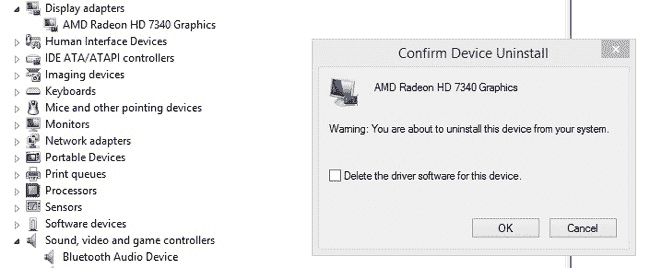 Display adapters
AMD Radeon HD 7340 Graphics
Human Interface Devices
IDE ATA/ATAPI controllers
Imaging devices
Keyboards
Mice and other pointing devices
Monitors
Network adapters
Portable Devices
Print queues
Processors
Sensors
Software devices
Sound, video and game controllers
Bluetooth Audio Device
Confirm Device Uninstall
AMD Radeon HD 7340 Graphics
Warning: You are about to uninstall this device from your system.
Delete the driver software for this device.
OK
Cancel